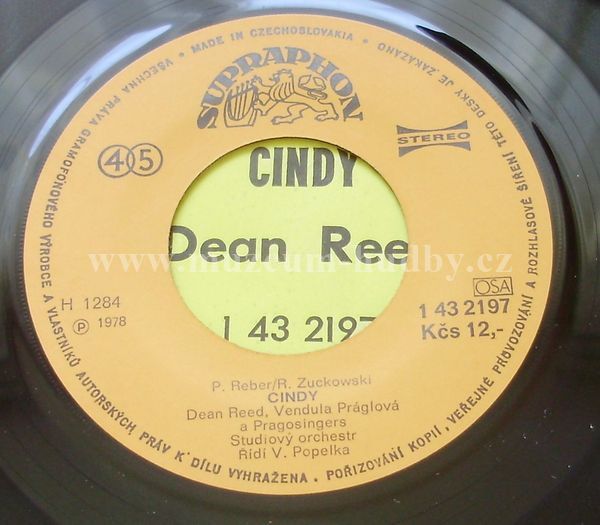 VŠECHNA PRÁVA GRAMOFONOVÉHO VÝROBCE A VLASTNÍKŮ AUTORSKÝCH PRÁV K DÍLU VYHRAŽENA. POŘIZOVÁNÍ KOPIÍ, VEŘEJNÉ PROVOZOVÁNÍ A ROZHLASOVÉ ŠÍŘENÍ TÉTO DESKY JE ZAKÁZÁNO • MADE IN CZECHOSLOVAKIA •
SUPRAPHON
45
STEREO
CINDY
Dean Ree
1 43 2197
www.muzeum-hudby.cz
H 1284
℗ 1978
OSA
1 43 2197
Kčs 12,-
P. Reber/R. Zuckowski
CINDY
Dean Reed, Vendula Práglová
a Pragosingers
Studiový orchestr
Řídí V. Popelka